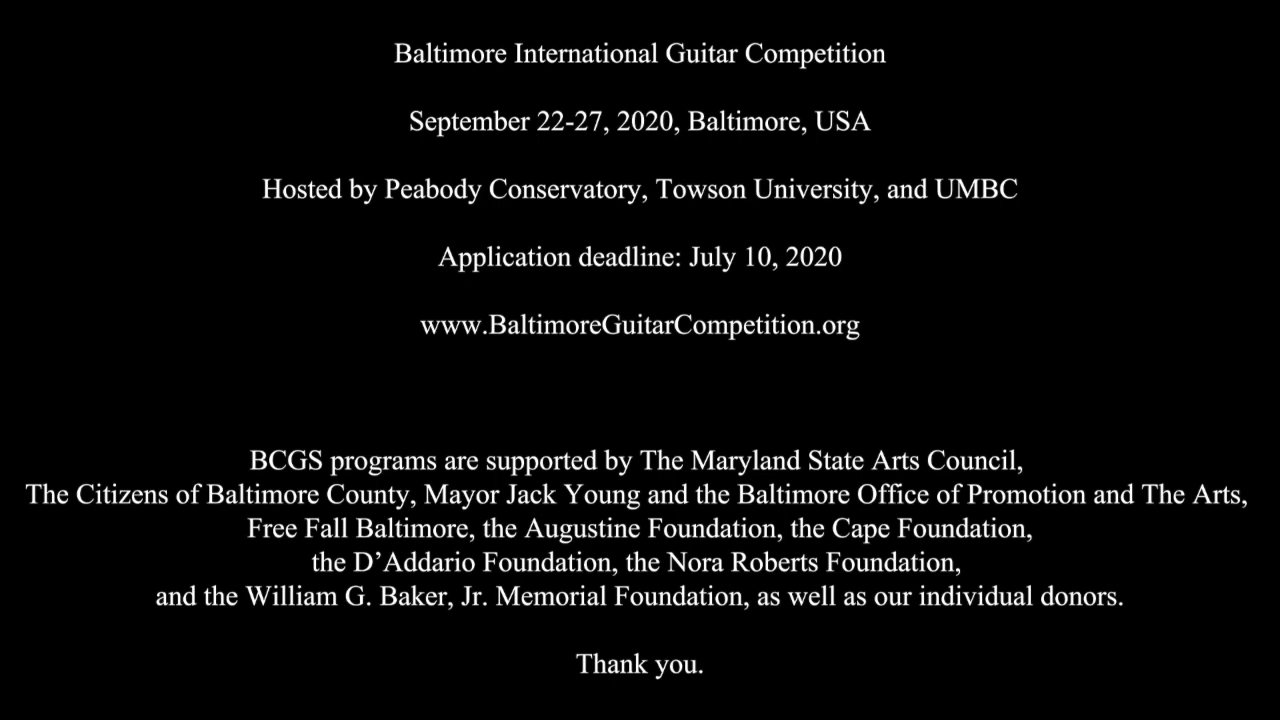 Baltimore International Guitar Competition
September 22-27, 2020, Baltimore, USA
Hosted by Peabody Conservatory, Towson University, and UMBC
Application deadline: July 10, 2020
www.BaltimoreGuitarCompetition.org
BCGS programs are supported by The Maryland State Arts Council,
The Citizens of Baltimore County, Mayor Jack Young and the Baltimore Office of Promotion and The Arts,
Free Fall Baltimore, the Augustine Foundation, the Cape Foundation,
the D’Addario Foundation, the Nora Roberts Foundation,
and the William G. Baker, Jr. Memorial Foundation, as well as our individual donors.
Thank you.